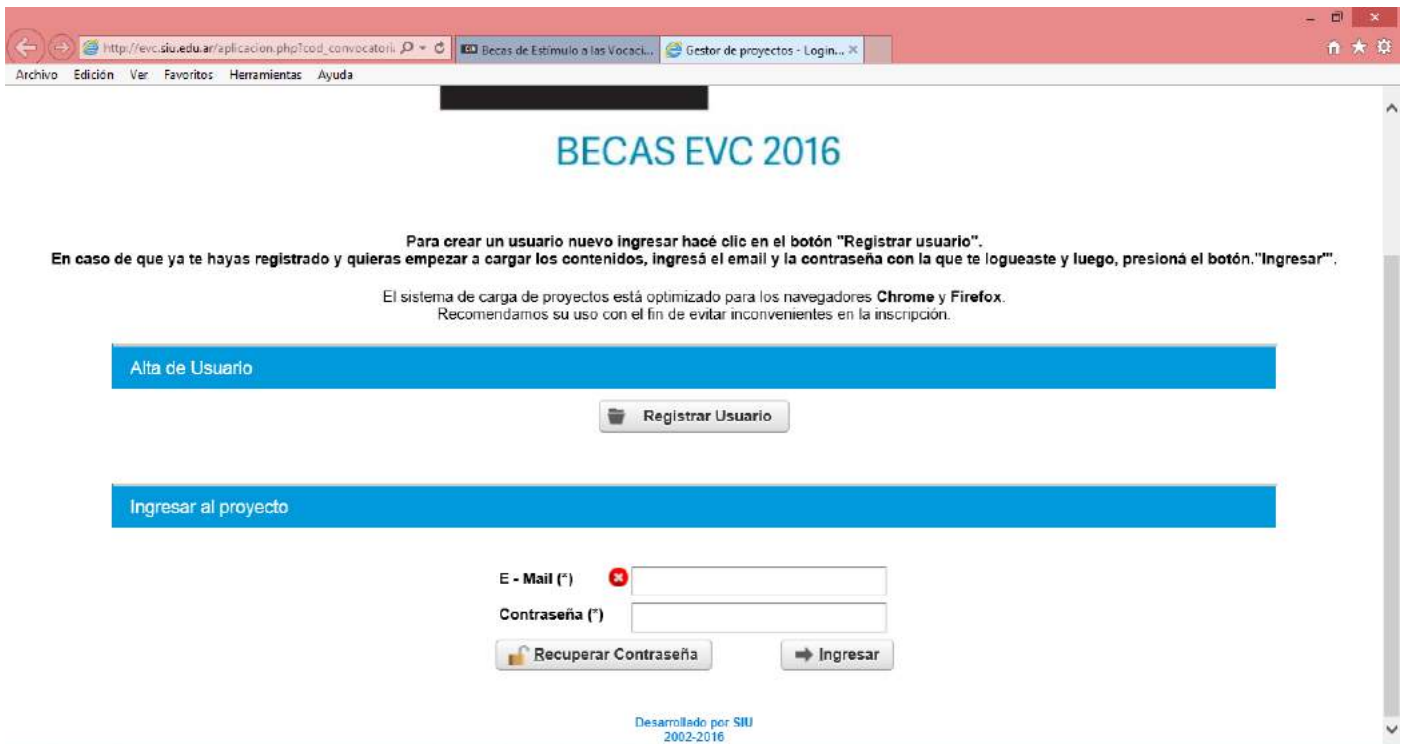 http://evc.siu.edu.ar/aplicacion.php?cod_convocatori
Becas de Estímulo a las Vocaci...
Gestor de proyectos - Login...
Archivo Edición Ver Favoritos Herramientas Ayuda
BECAS EVC 2016
Para crear un usuario nuevo ingresar hacé clic en el botón "Registrar usuario".
En caso de que ya te hayas registrado y quieras empezar a cargar los contenidos, ingresá el email y la contraseña con la que te logueaste y luego, presioná el botón."Ingresar"".
El sistema de carga de proyectos está optimizado para los navegadores Chrome y Firefox.
Recomendamos su uso con el fin de evitar inconvenientes en la inscripción.
Alta de Usuario
Registrar Usuario
Ingresar al proyecto
E - Mail (*)
Contraseña (*)
Recuperar Contraseña
Ingresar
Desarrollado por SIU
2002-2016